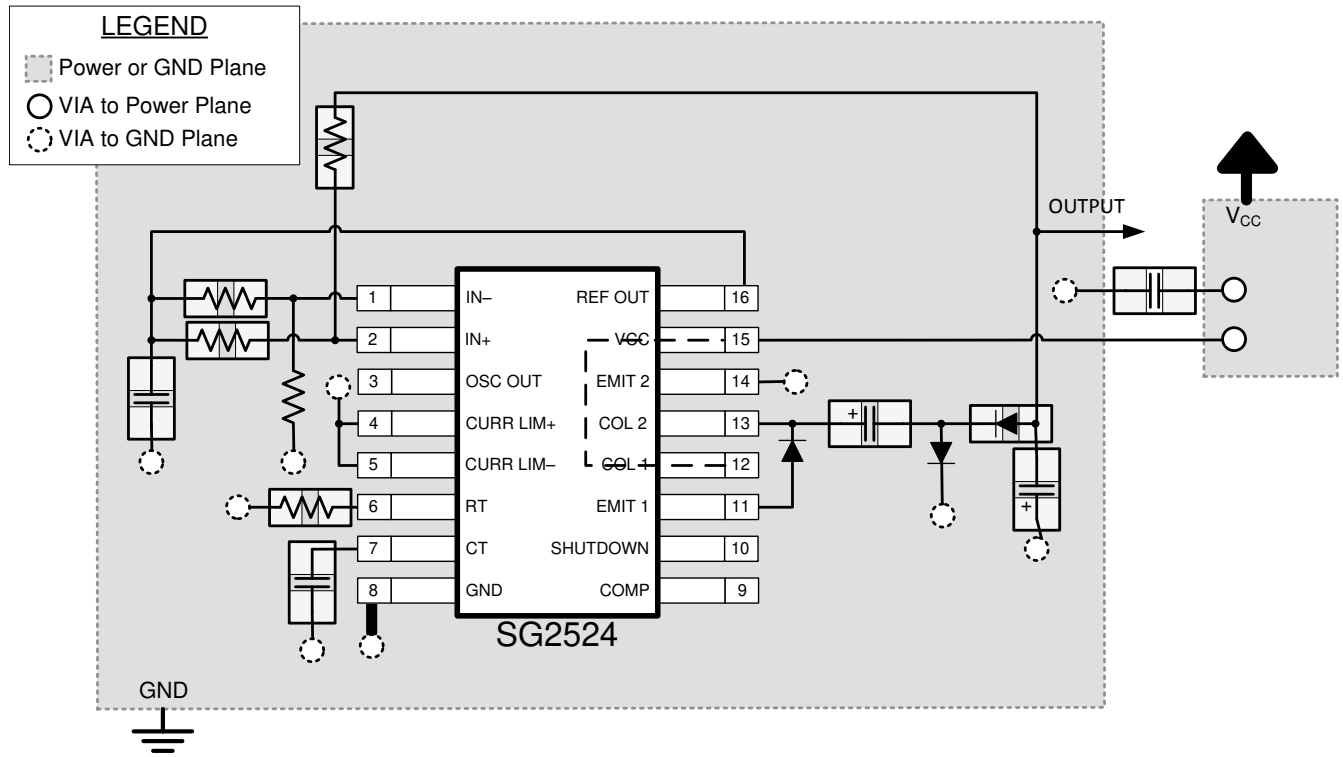 LEGEND
Power or GND Plane
VIA to Power Plane
VIA to GND Plane
OUTPUT
VCC
1 IN– REF OUT 16
2 IN+ VCC 15
3 OSC OUT EMIT 2 14
4 CURR LIM+ COL 2 13
5 CURR LIM– COL 1 12
6 RT EMIT 1 11
7 CT SHUTDOWN 10
8 GND COMP 9
+
+
SG2524
GND